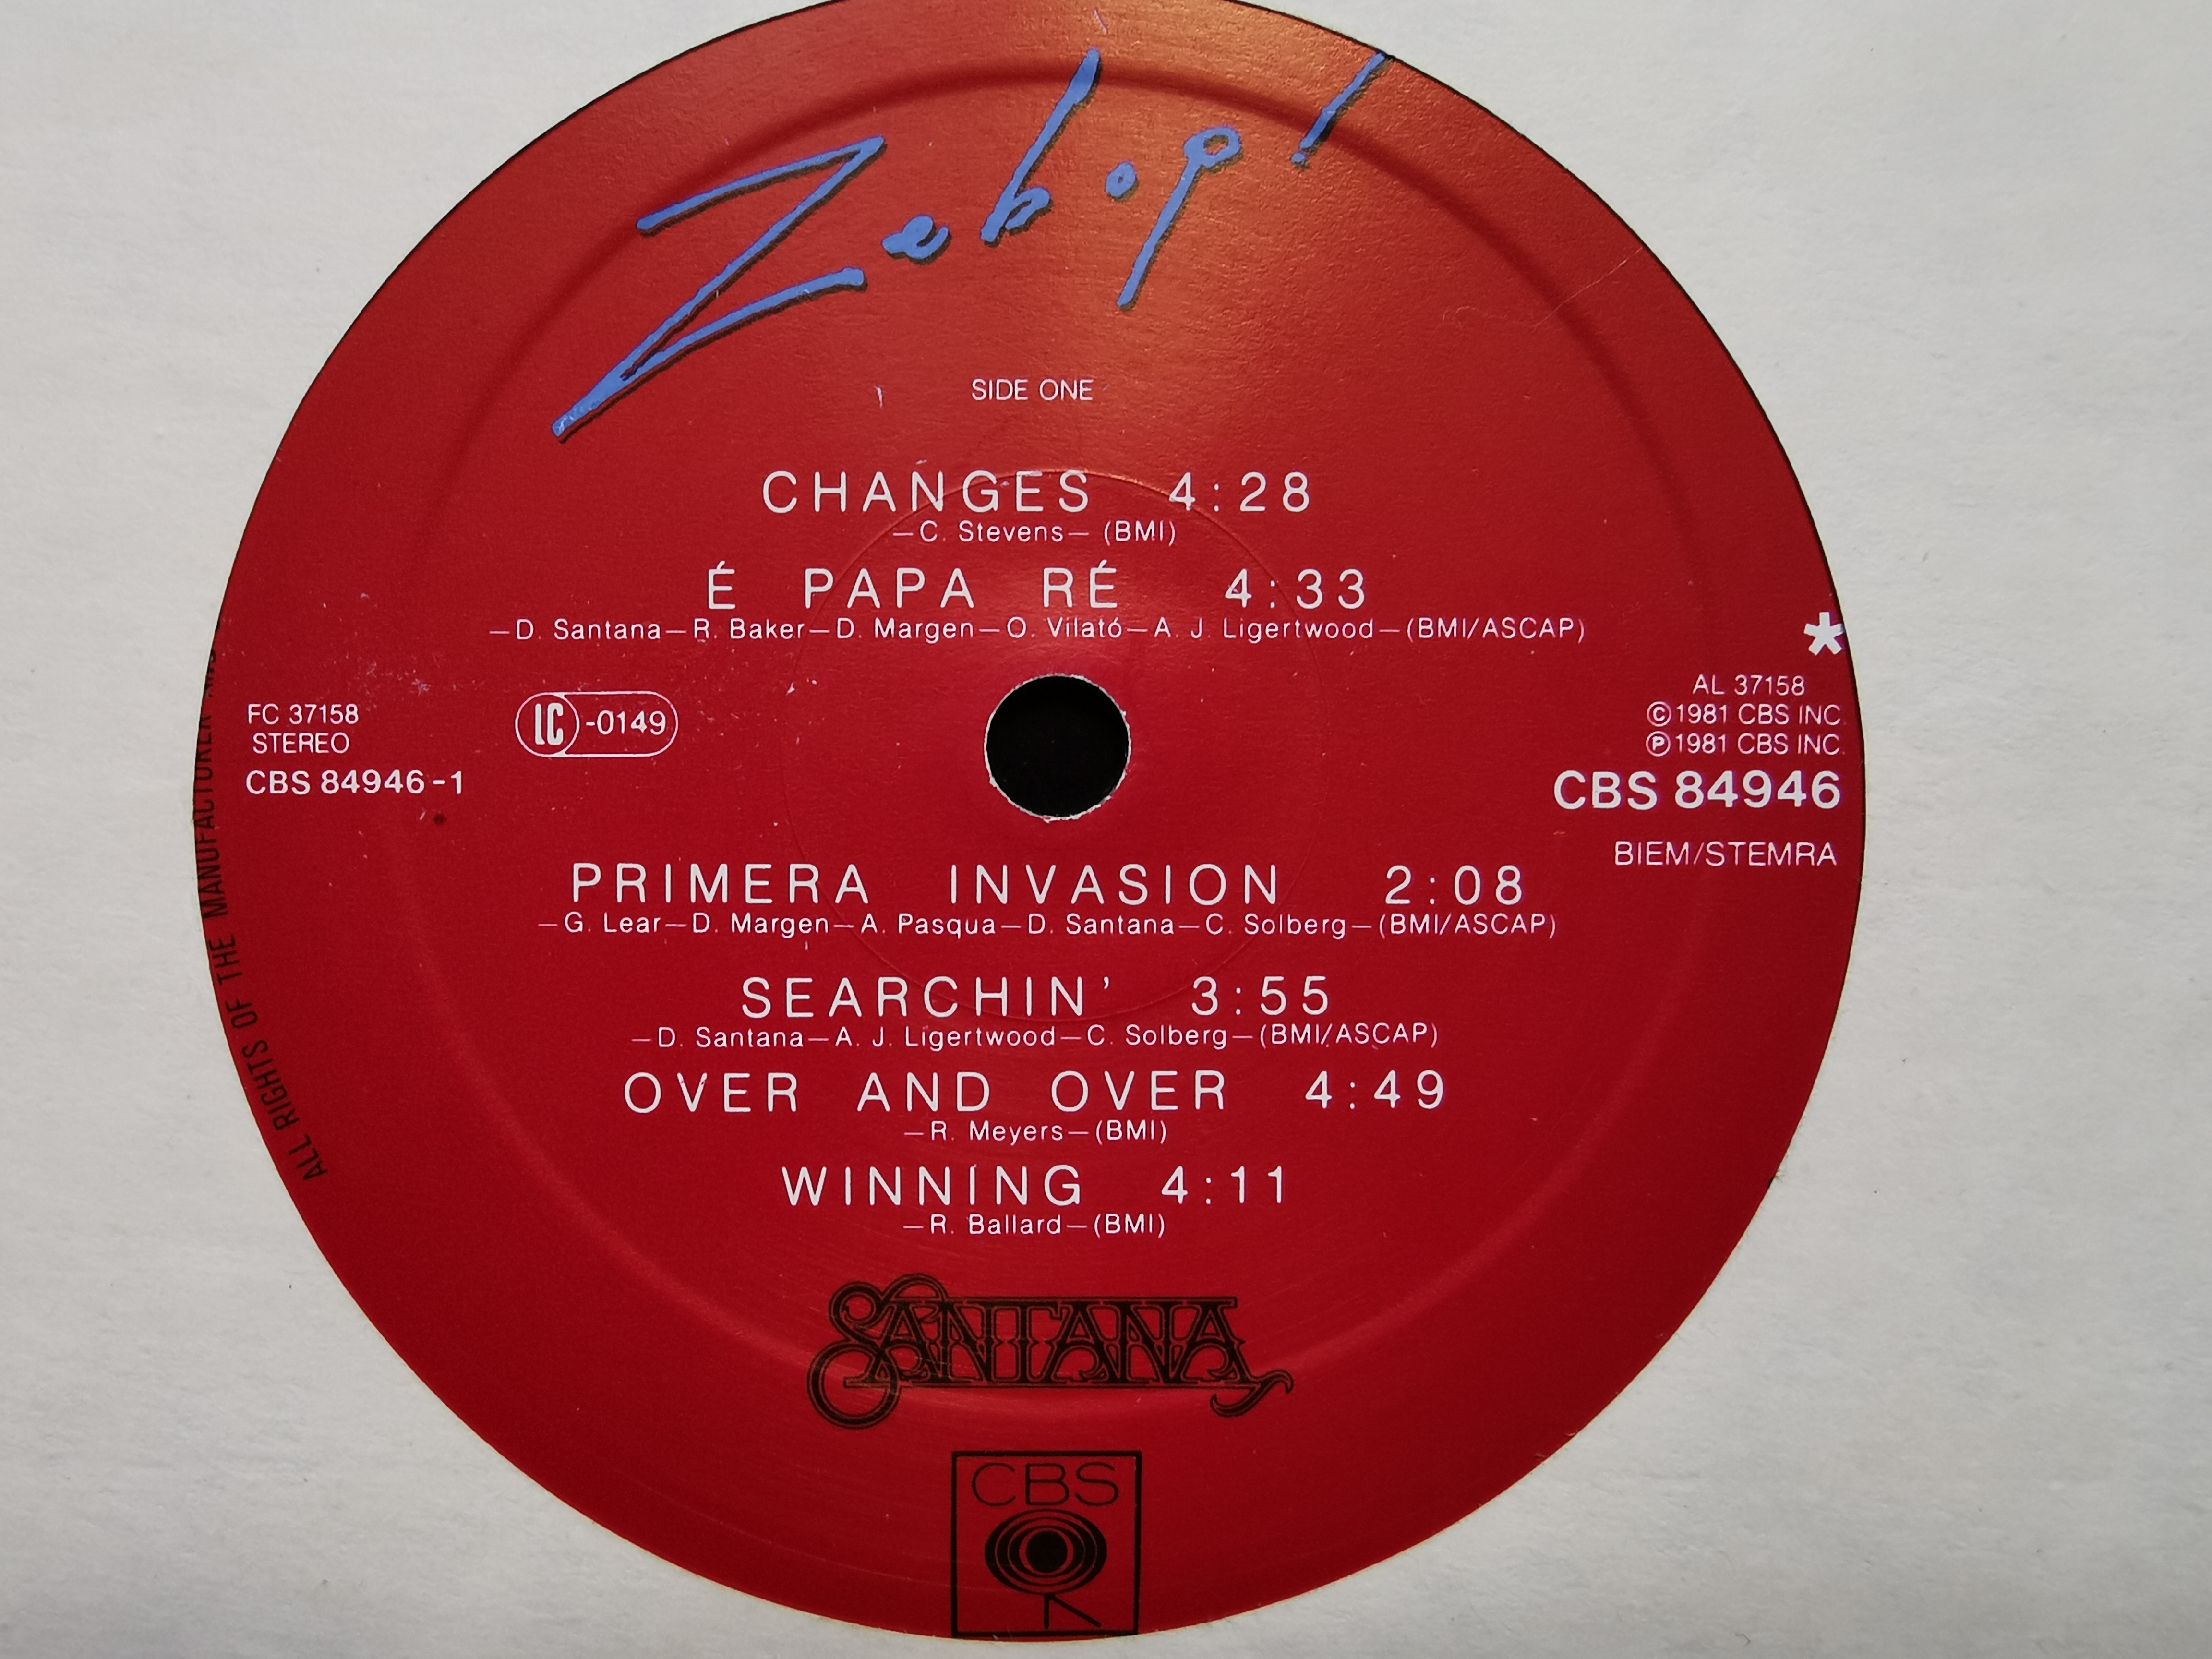 Zebop!
SIDE ONE
CHANGES 4:28
—C. Stevens— (BMI)
É PAPA RÉ 4:33
—D. Santana—R. Baker—D. Margen—O. Vilató—A. J. Ligertwood—(BMI/ASCAP)
*
FC 37158
STEREO
CBS 84946-1
LC-0149
AL 37158
©1981 CBS INC.
℗1981 CBS INC.
CBS 84946
BIEM/STEMRA
PRIMERA INVASION 2:08
—G. Lear—D. Margen—A. Pasqua—D. Santana—C. Solberg—(BMI/ASCAP)
SEARCHIN' 3:55
—D. Santana—A. J. Ligertwood—C. Solberg—(BMI/ASCAP)
OVER AND OVER 4:49
—R. Meyers—(BMI)
WINNING 4:11
—R. Ballard—(BMI)
SANTANA
CBS
ALL RIGHTS OF THE MANUFACTURER